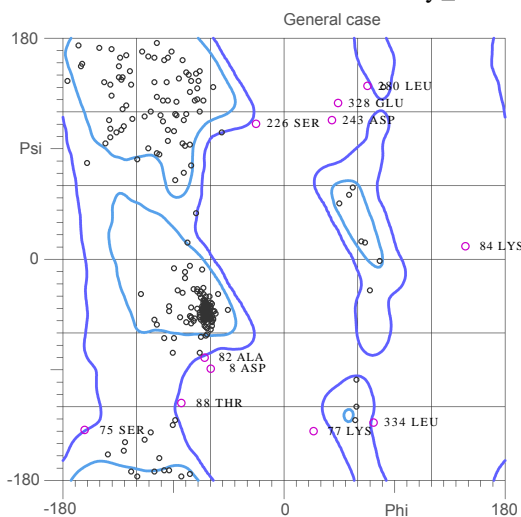 General case
180
280 LEU
328 GLU
226 SER
243 ASP
Psi
84 LYS
0
82 ALA
8 ASP
88 THR
334 LEU
75 SER
77 LYS
-180
-180
0
Phi
180